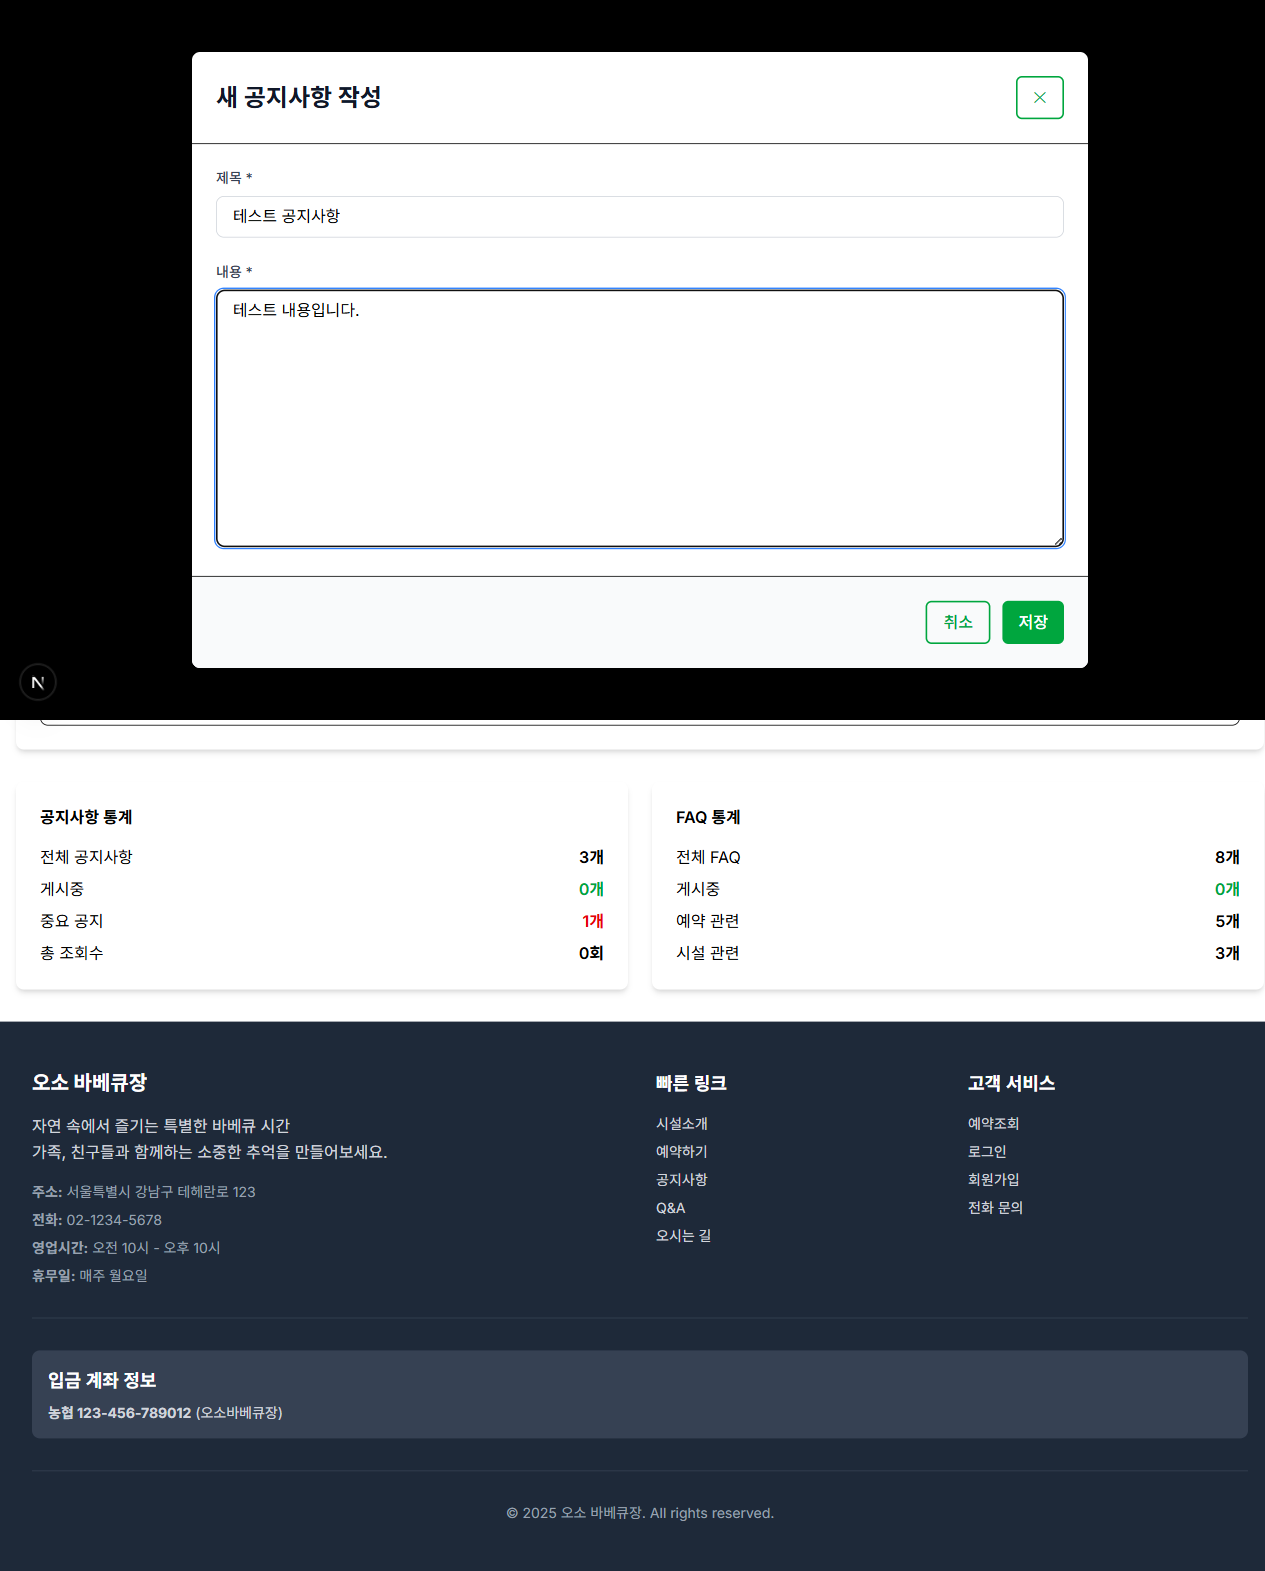 새 공지사항 작성
제목 *
테스트 공지사항
내용 *
테스트 내용입니다.
취소 저장
N
공지사항 통계
전체 공지사항 3개
게시중 0개
중요 공지 1개
총 조회수 0회
FAQ 통계
전체 FAQ 8개
게시중 0개
예약 관련 5개
시설 관련 3개
오소 바베큐장
자연 속에서 즐기는 특별한 바베큐 시간
가족, 친구들과 함께하는 소중한 추억을 만들어보세요.
주소: 서울특별시 강남구 테헤란로 123
전화: 02-1234-5678
영업시간: 오전 10시 - 오후 10시
휴무일: 매주 월요일
빠른 링크
시설소개
예약하기
공지사항
Q&A
오시는 길
고객 서비스
예약조회
로그인
회원가입
전화 문의
입금 계좌 정보
농협 123-456-789012 (오소바베큐장)
© 2025 오소 바베큐장. All rights reserved.